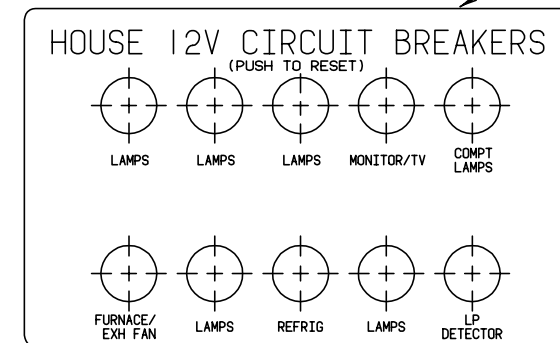 HOUSE 12V CIRCUIT BREAKERS
(PUSH TO RESET)
LAMPS
LAMPS
LAMPS
MONITOR/TV
COMPT
LAMPS
FURNACE/
EXH FAN
LAMPS
REFRIG
LAMPS
LP
DETECTOR